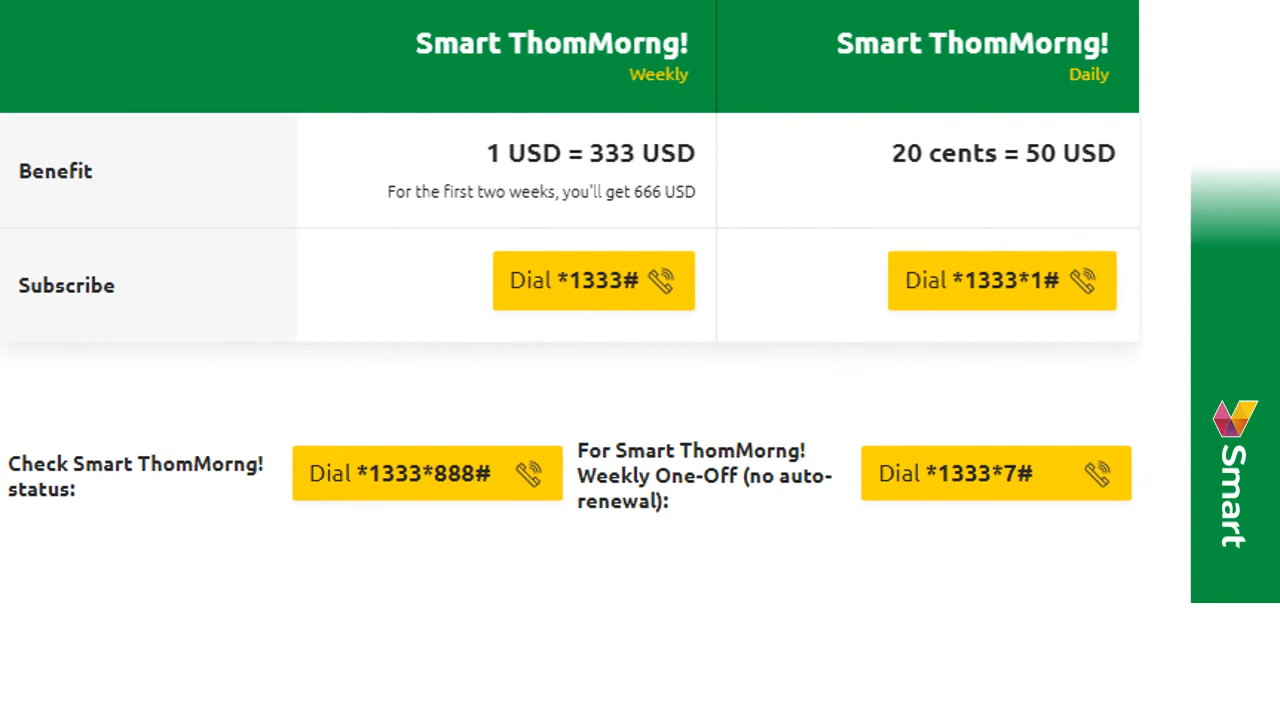 Smart ThomMorng!
Weekly
Smart ThomMorng!
Daily
Benefit
1 USD = 333 USD
For the first two weeks, you'll get 666 USD
20 cents = 50 USD
Subscribe
Dial *1333#
Dial *1333*1#
Check Smart ThomMorng!
status:
Dial *1333*888#
For Smart ThomMorng!
Weekly One-Off (no auto-
renewal):
Dial *1333*7#
Smart